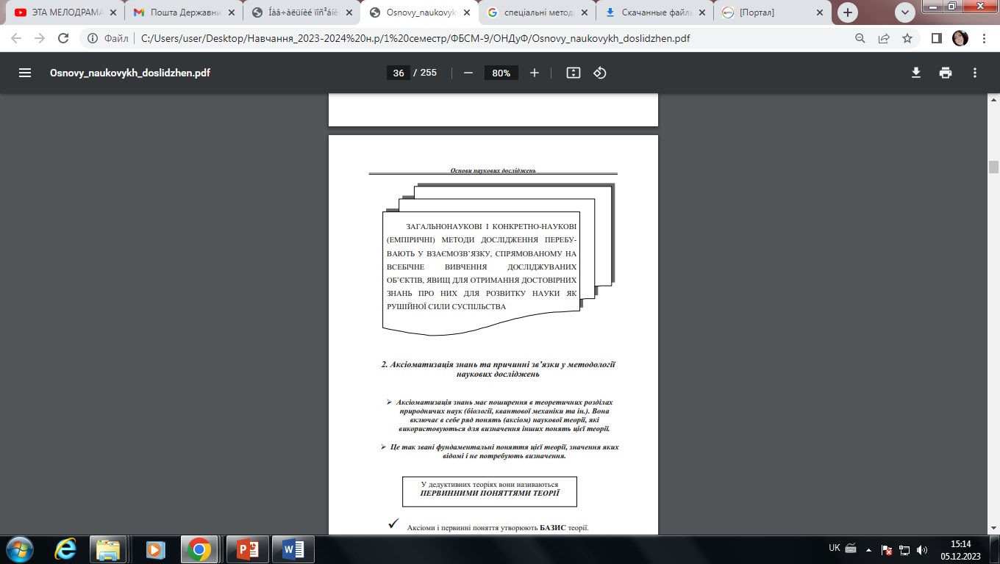 ЭТА МЕЛОДРАМА
Пошта Державни
Íàâ÷àëüíèé ïîñ³áíè
Osnovy_naukovyk
спеціальні метод
Скачанные файль
[Портал]
Файл
C:/Users/user/Desktop/Навчання_2023-2024%20н.р/1%20семестр/ФБСМ-9/ОНДуФ/Osnovy_naukovykh_doslidzhen.pdf
Osnovy_naukovykh_doslidzhen.pdf
36 / 255
80%
Основи наукових досліджень
ЗАГАЛЬНОНАУКОВІ І КОНКРЕТНО-НАУКОВІ
(ЕМПІРИЧНІ) МЕТОДИ ДОСЛІДЖЕННЯ ПЕРЕБУ-
ВАЮТЬ У ВЗАЄМОЗВ’ЯЗКУ, СПРЯМОВАНОМУ НА
ВСЕБІЧНЕ ВИВЧЕННЯ ДОСЛІДЖУВАНИХ
ОБ’ЄКТІВ, ЯВИЩ ДЛЯ ОТРИМАННЯ ДОСТОВІРНИХ
ЗНАНЬ ПРО НИХ ДЛЯ РОЗВИТКУ НАУКИ ЯК
РУШІЙНОЇ СИЛИ СУСПІЛЬСТВА
2. Аксіоматизація знань та причинні зв’язки у методології
наукових досліджень
➢ Аксіоматизація знань має поширення в теоретичних розділах
природничих наук (біології, квантової механіки та ін.). Вона
включає в себе ряд понять (аксіом) наукової теорії, які
використовуються для визначення інших понять цієї теорії.
➢ Це так звані фундаментальні поняття цієї теорії, значення яких
відомі і не потребують визначення.
У дедуктивних теоріях вони називаються
ПЕРВИННИМИ ПОНЯТТЯМИ ТЕОРІЇ
✓ Аксіоми і первинні поняття утворюють БАЗИС теорії.
UK
15:14
05.12.2023